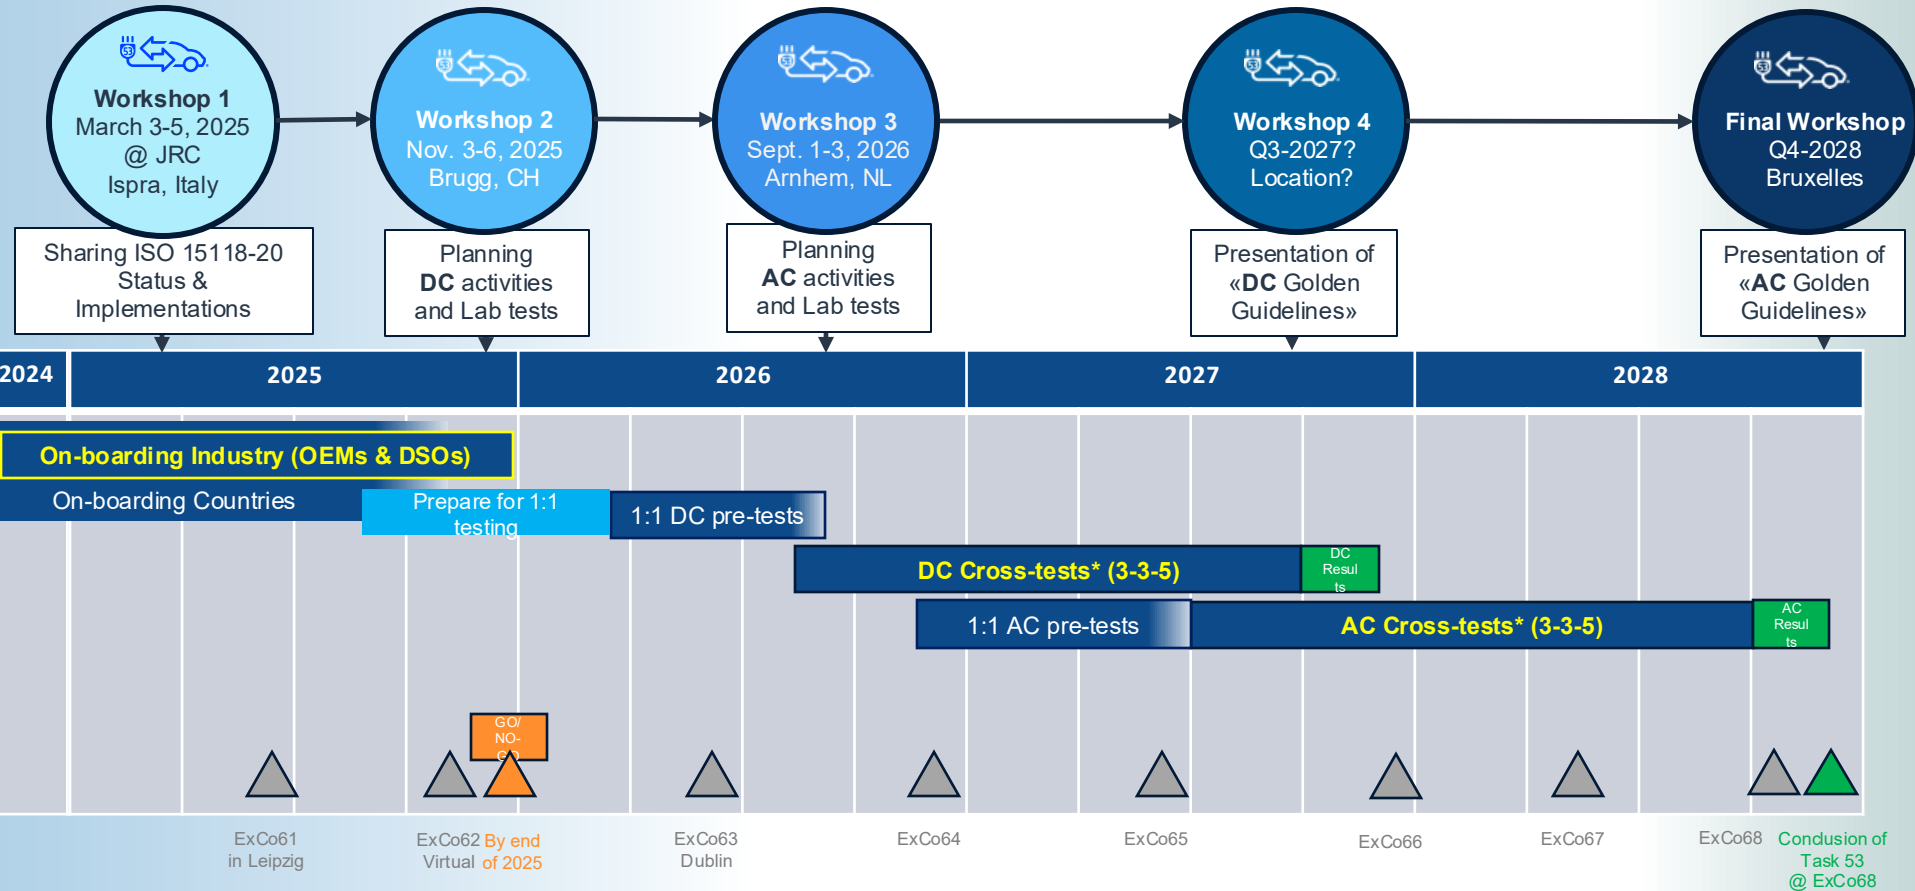 Workshop 1
March 3-5, 2025
@ JRC
Ispra, Italy
Workshop 2
Nov. 3-6, 2025
Brugg, CH
Workshop 3
Sept. 1-3, 2026
Arnhem, NL
Workshop 4
Q3-2027?
Location?
Final Workshop
Q4-2028
Bruxelles
Sharing ISO 15118-20
Status &
Implementations
Planning
DC activities
and Lab tests
Planning
AC activities
and Lab tests
Presentation of
«DC Golden
Guidelines»
Presentation of
«AC Golden
Guidelines»
2024
2025
2026
2027
2028
On-boarding Industry (OEMs & DSOs)
On-boarding Countries
Prepare for 1:1
testing
1:1 DC pre-tests
DC Cross-tests* (3-3-5)
DC
Resul
ts
1:1 AC pre-tests
AC Cross-tests* (3-3-5)
AC
Resul
ts
GO/
NO-
ExCo61
in Leipzig
ExCo62
Virtual
By end
of 2025
ExCo63
Dublin
ExCo64
ExCo65
ExCo66
ExCo67
ExCo68
Conclusion of
Task 53
@ ExCo68